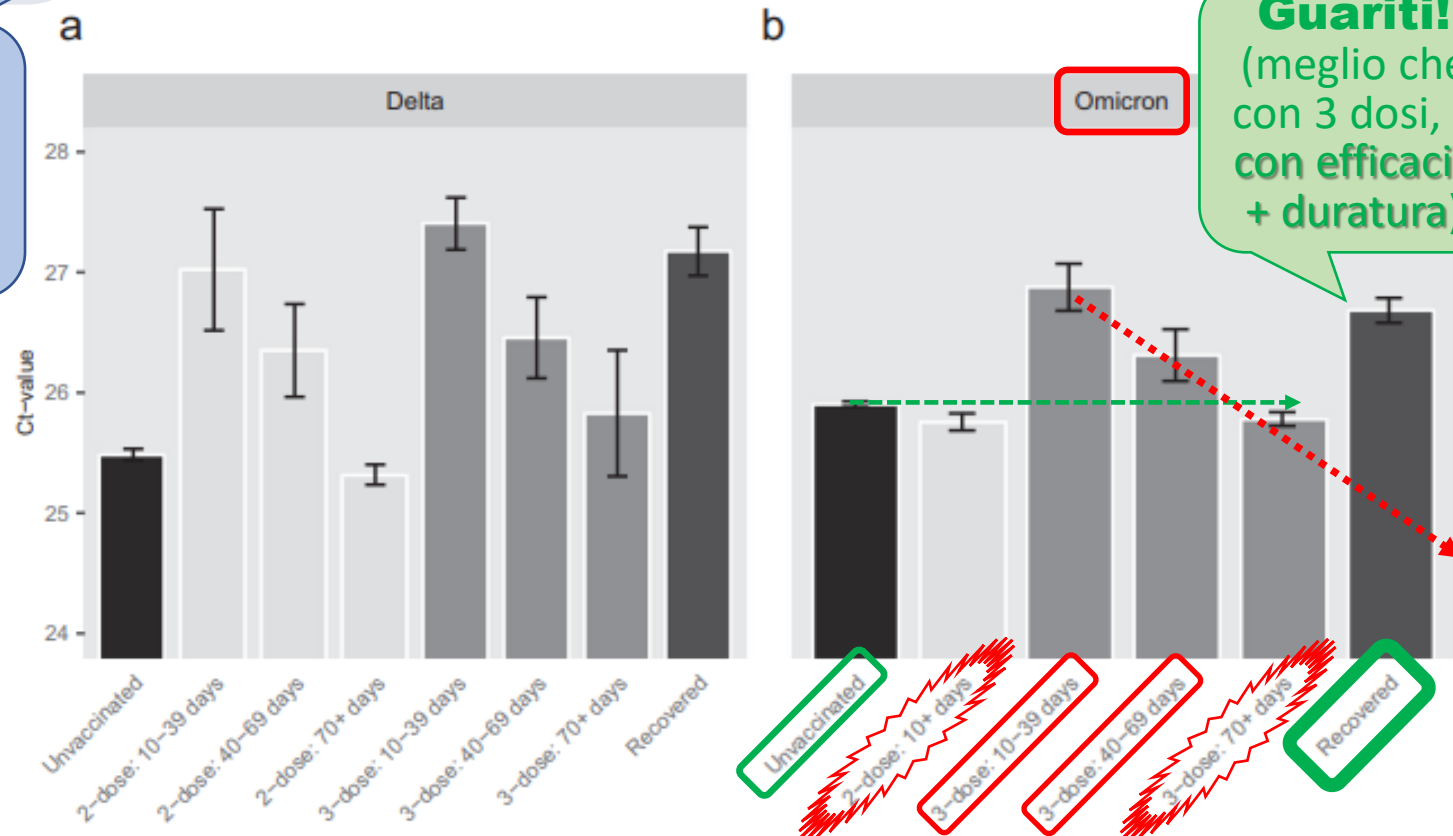 a
b
Guariti!
(meglio che
con 3 dosi,
con efficaci
+ duratura)
Delta
Omicron
28
27
26
25
24
Ct-value
Unvaccinated
2-dose: 10-39 days
2-dose: 40-69 days
2-dose: 70+ days
3-dose: 10-39 days
3-dose: 40-69 days
3-dose: 70+ days
Recovered
Unvaccinated
2-dose: 10+ days
3-dose: 10-39 days
3-dose: 40-69 days
3-dose: 70+ days
Recovered